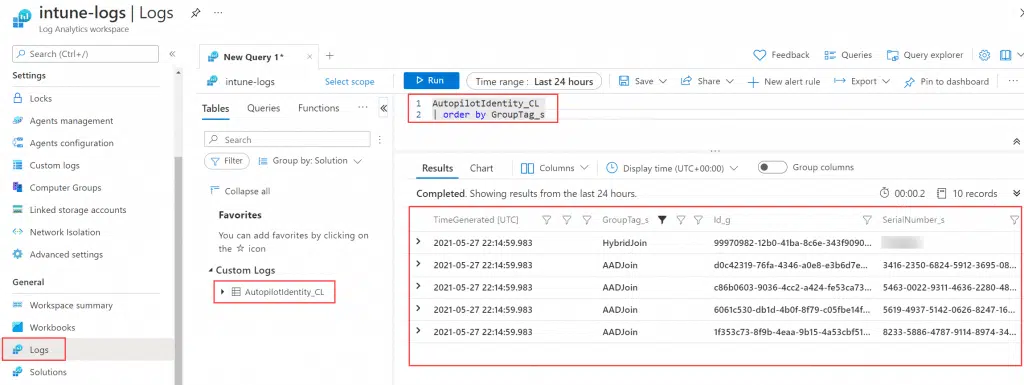 intune-logs | Logs
Log Analytics workspace
Search (Ctrl+/)
Settings
Locks
Agents management
Agents configuration
Custom logs
Computer Groups
Linked storage accounts
Network Isolation
Advanced settings
General
Workspace summary
Workbooks
Logs
Solutions
New Query 1*
intune-logs
Select scope
Tables
Queries
Functions
Search
Filter
Group by: Solution
Collapse all
Favorites
You can add favorites by clicking on
the ☆ icon
Custom Logs
AutopilotIdentity_CL
Feedback
Queries
Query explorer
Run
Time range : Last 24 hours
Save
Share
New alert rule
Export
Pin to dashboard
1 AutopilotIdentity_CL
2 | order by GroupTag_s
Results
Chart
Columns
Display time (UTC+00:00)
Group columns
Completed. Showing results from the last 24 hours.
00:00.2
10 records
TimeGenerated [UTC] GroupTag_s Id_g SerialNumber_s
2021-05-27 22:14:59.983 HybridJoin 99970982-12b0-41ba-8c6e-343f9090...
2021-05-27 22:14:59.983 AADJoin d0c42319-76fa-4346-a0e8-e3b6d7e... 3416-2350-6824-5912-3695-08...
2021-05-27 22:14:59.983 AADJoin c86b0603-9036-4cc2-a424-fe53ca73... 5463-0022-9311-4636-2280-48...
2021-05-27 22:14:59.983 AADJoin 6061c530-db1d-4b0f-8f79-c05fbe14f... 5619-4937-5142-0626-8247-16...
2021-05-27 22:14:59.983 AADJoin 1f353c73-8f9b-4eaa-9b15-4a53cbf51... 8233-5886-4787-9114-8974-34...